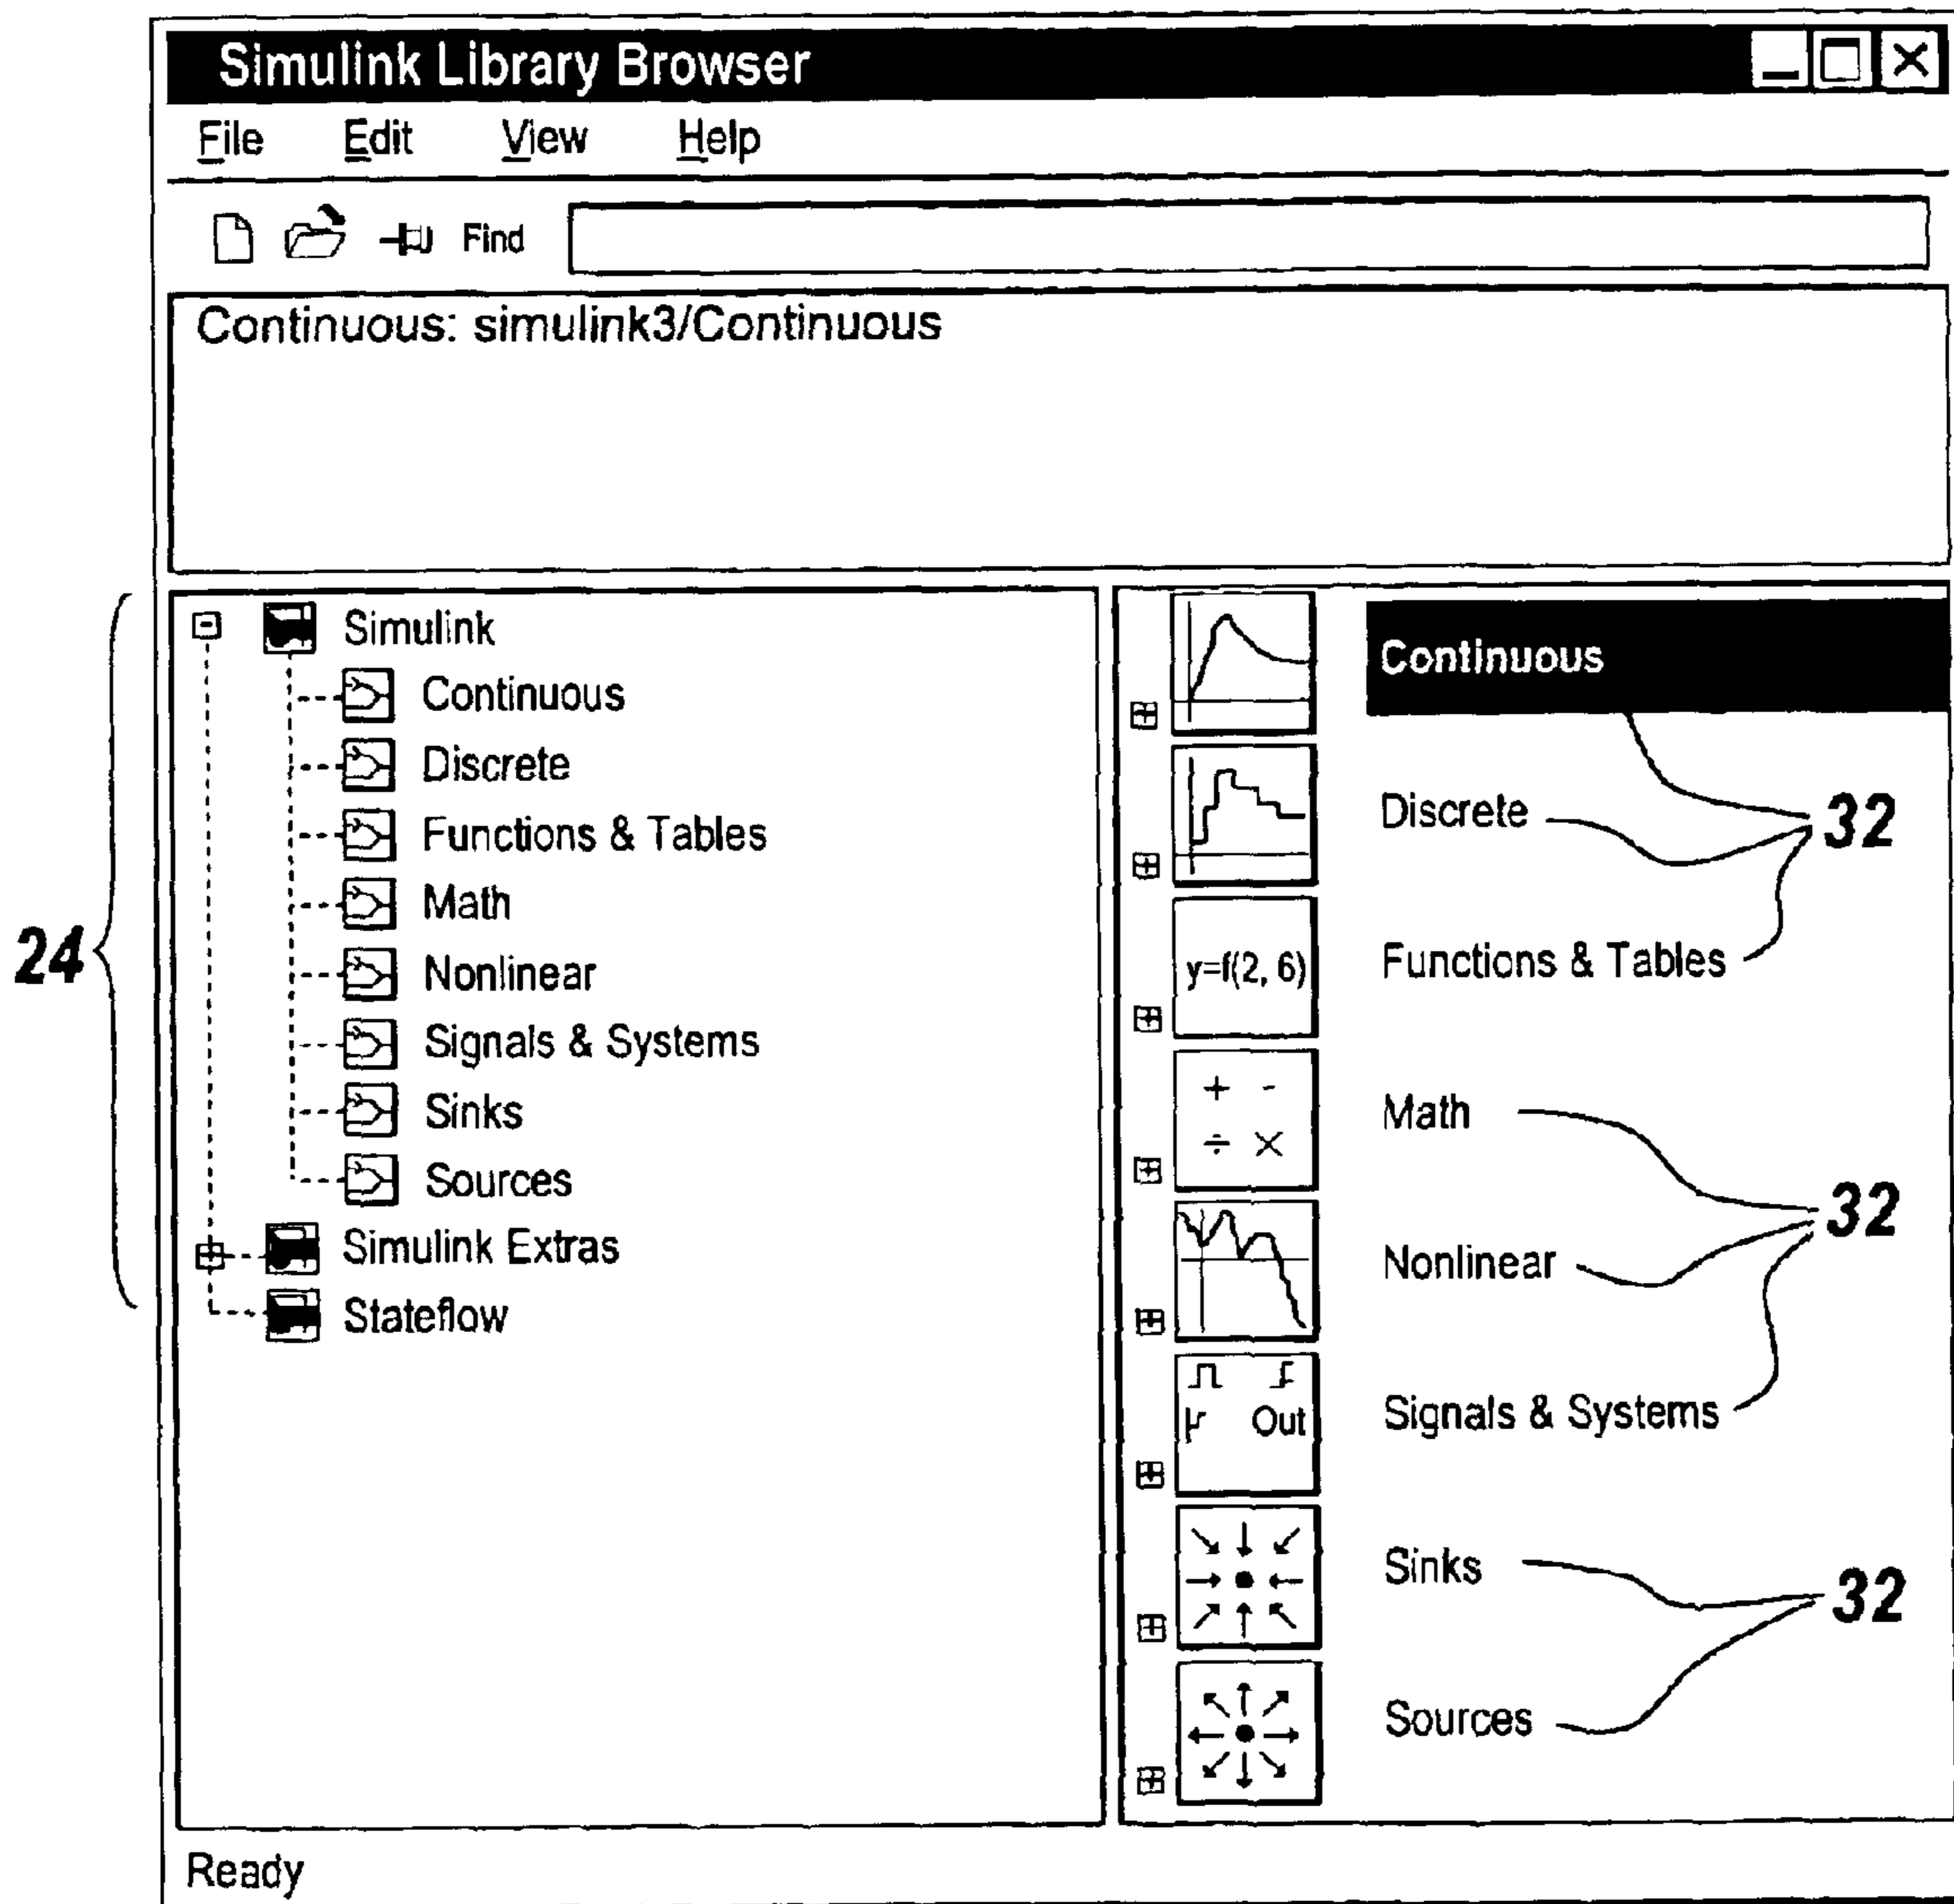 Simulink Library Browser
File Edit View Help
Find
Continuous: simulink3/Continuous
24
Simulink
Continuous
Discrete
Functions & Tables
Math
Nonlinear
Signals & Systems
Sinks
Sources
Simulink Extras
Stateflow
Continuous
Discrete
32
y=f(2, 6)
Functions & Tables
+ -
÷ ×
Math
32
Nonlinear
Out
Signals & Systems
Sinks
32
Sources
Ready